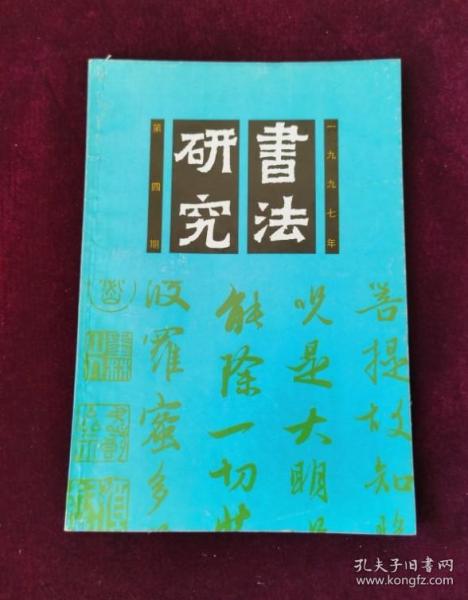 一九九七年
書法
研究
第四期
菩提故知
呪是大明
能除一切
波羅蜜多
孔夫子旧书网
www.kongfz.com